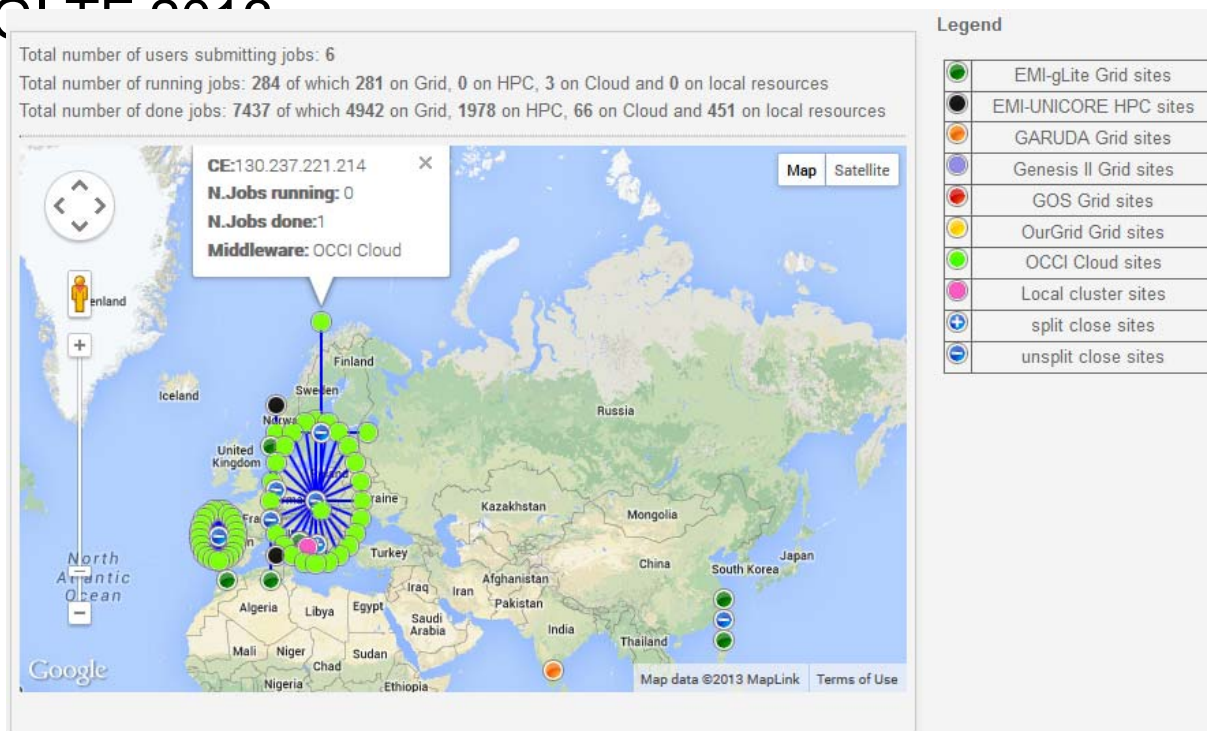 Total number of users submitting jobs: 6
Total number of running jobs: 284 of which 281 on Grid, 0 on HPC, 3 on Cloud and 0 on local resources
Total number of done jobs: 7437 of which 4942 on Grid, 1978 on HPC, 66 on Cloud and 451 on local resources
CE:130.237.221.214 ×
N.Jobs running: 0
N.Jobs done:1
Middleware: OCCI Cloud
Map Satellite
enland
Finland
Iceland
Sweden
Norwa
Russia
United
Kingdom
raine
Kazakhstan
Mongolia
Fra
North
Atlantic
Ocean
Turkey
China
South Korea
Japan
Iraq
Iran
Afghanistan
Pakistan
Algeria
Libya
Egypt
Saudi
Arabia
India
Thailand
Mali
Niger
Chad
Sudan
Nigeria
Ethiopia
Google
Map data ©2013 MapLink Terms of Use
Legend
EMI-gLite Grid sites
EMI-UNICORE HPC sites
GARUDA Grid sites
Genesis II Grid sites
GOS Grid sites
OurGrid Grid sites
OCCI Cloud sites
Local cluster sites
split close sites
unsplit close sites